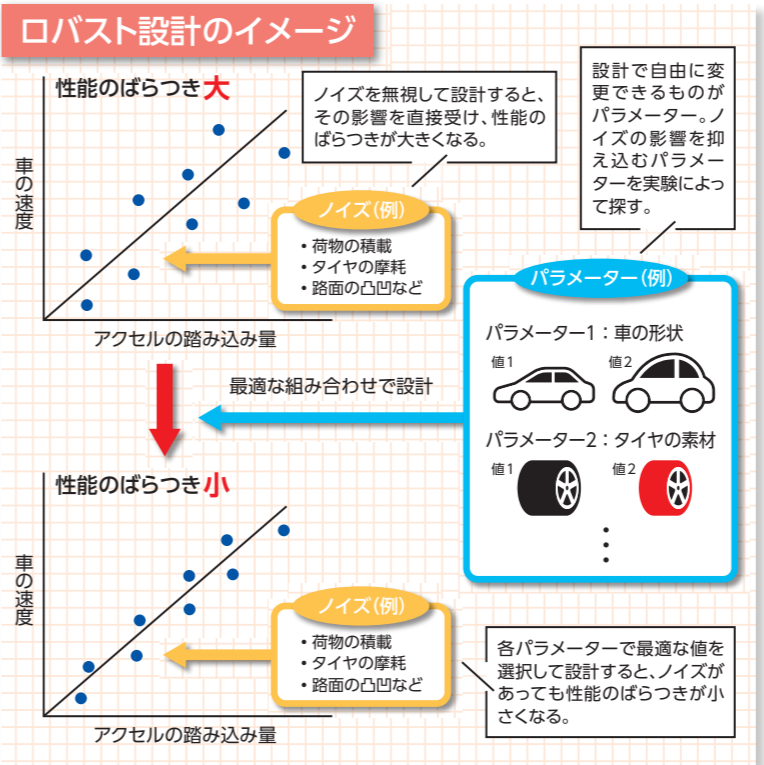 ロバスト設計のイメージ
性能のばらつき大
車の速度
アクセルの踏み込み量
ノイズを無視して設計すると、
その影響を直接受け、性能の
ばらつきが大きくなる。
ノイズ(例)
・荷物の積載
・タイヤの摩耗
・路面の凸凹など
設計で自由に変
更できるものが
パラメーター。ノ
イズの影響を抑
え込むパラメー
ターを実験によっ
て探す。
パラメーター(例)
パラメーター1：車の形状
値1
値2
パラメーター2：タイヤの素材
値1
値2
最適な組み合わせで設計
性能のばらつき小
車の速度
アクセルの踏み込み量
ノイズ(例)
・荷物の積載
・タイヤの摩耗
・路面の凸凹など
各パラメーターで最適な値を
選択して設計すると、ノイズが
あっても性能のばらつきが小
さくなる。